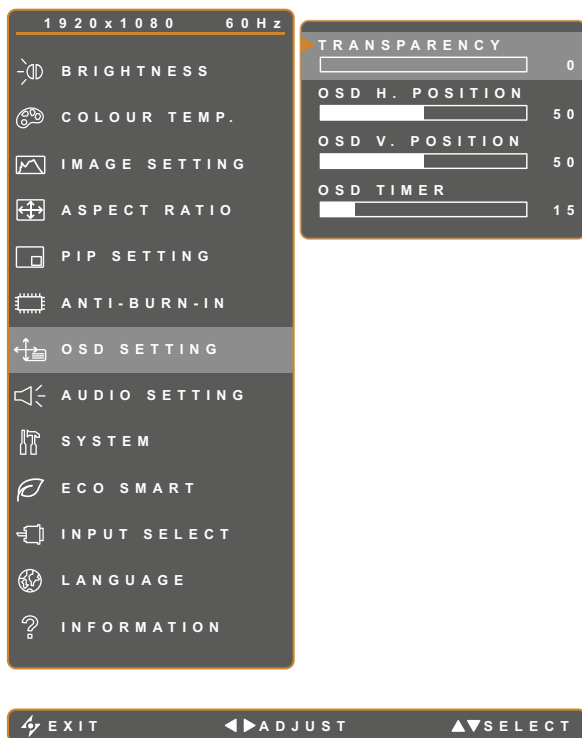 1920x1080 60Hz
BRIGHTNESS
COLOUR TEMP.
IMAGE SETTING
ASPECT RATIO
PIP SETTING
ANTI-BURN-IN
OSD SETTING
AUDIO SETTING
SYSTEM
ECO SMART
INPUT SELECT
LANGUAGE
INFORMATION
TRANSPARENCY
0
OSD H. POSITION
50
OSD V. POSITION
50
OSD TIMER
15
EXIT ADJUST SELECT